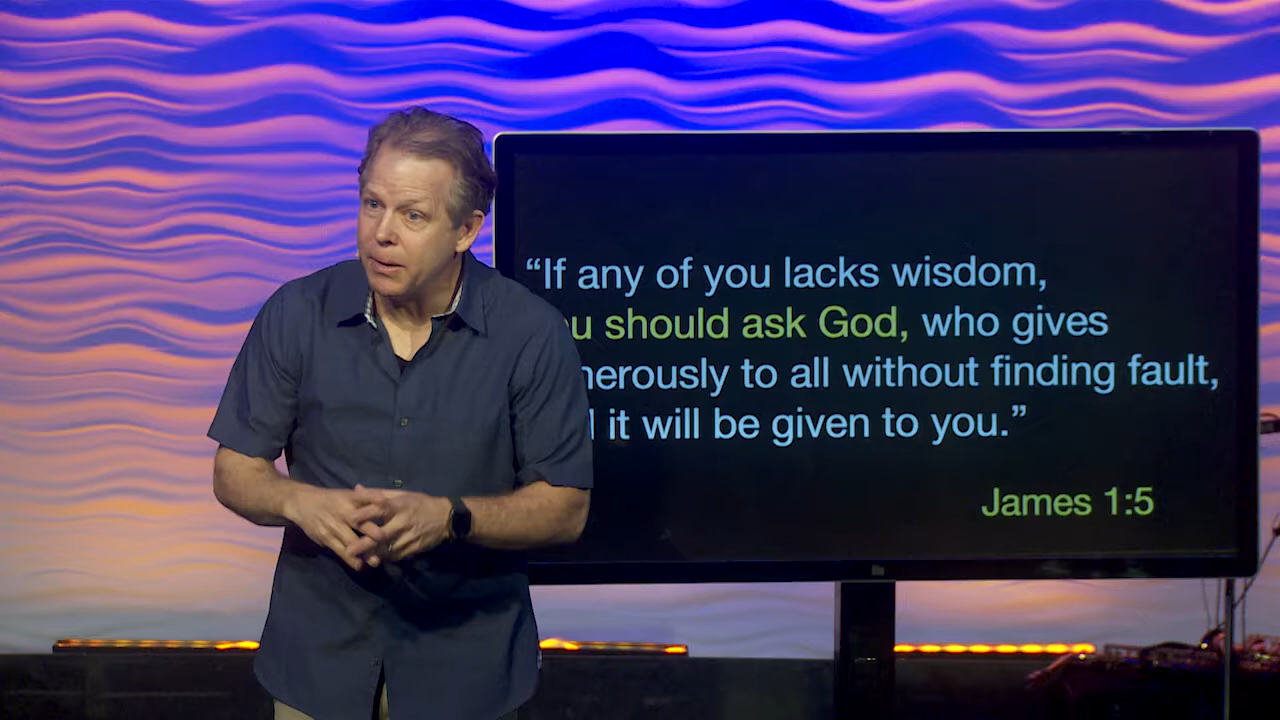 “If any of you lacks wisdom,
should ask God, who gives
to all without finding fault,
it will be given to you.”
James 1:5